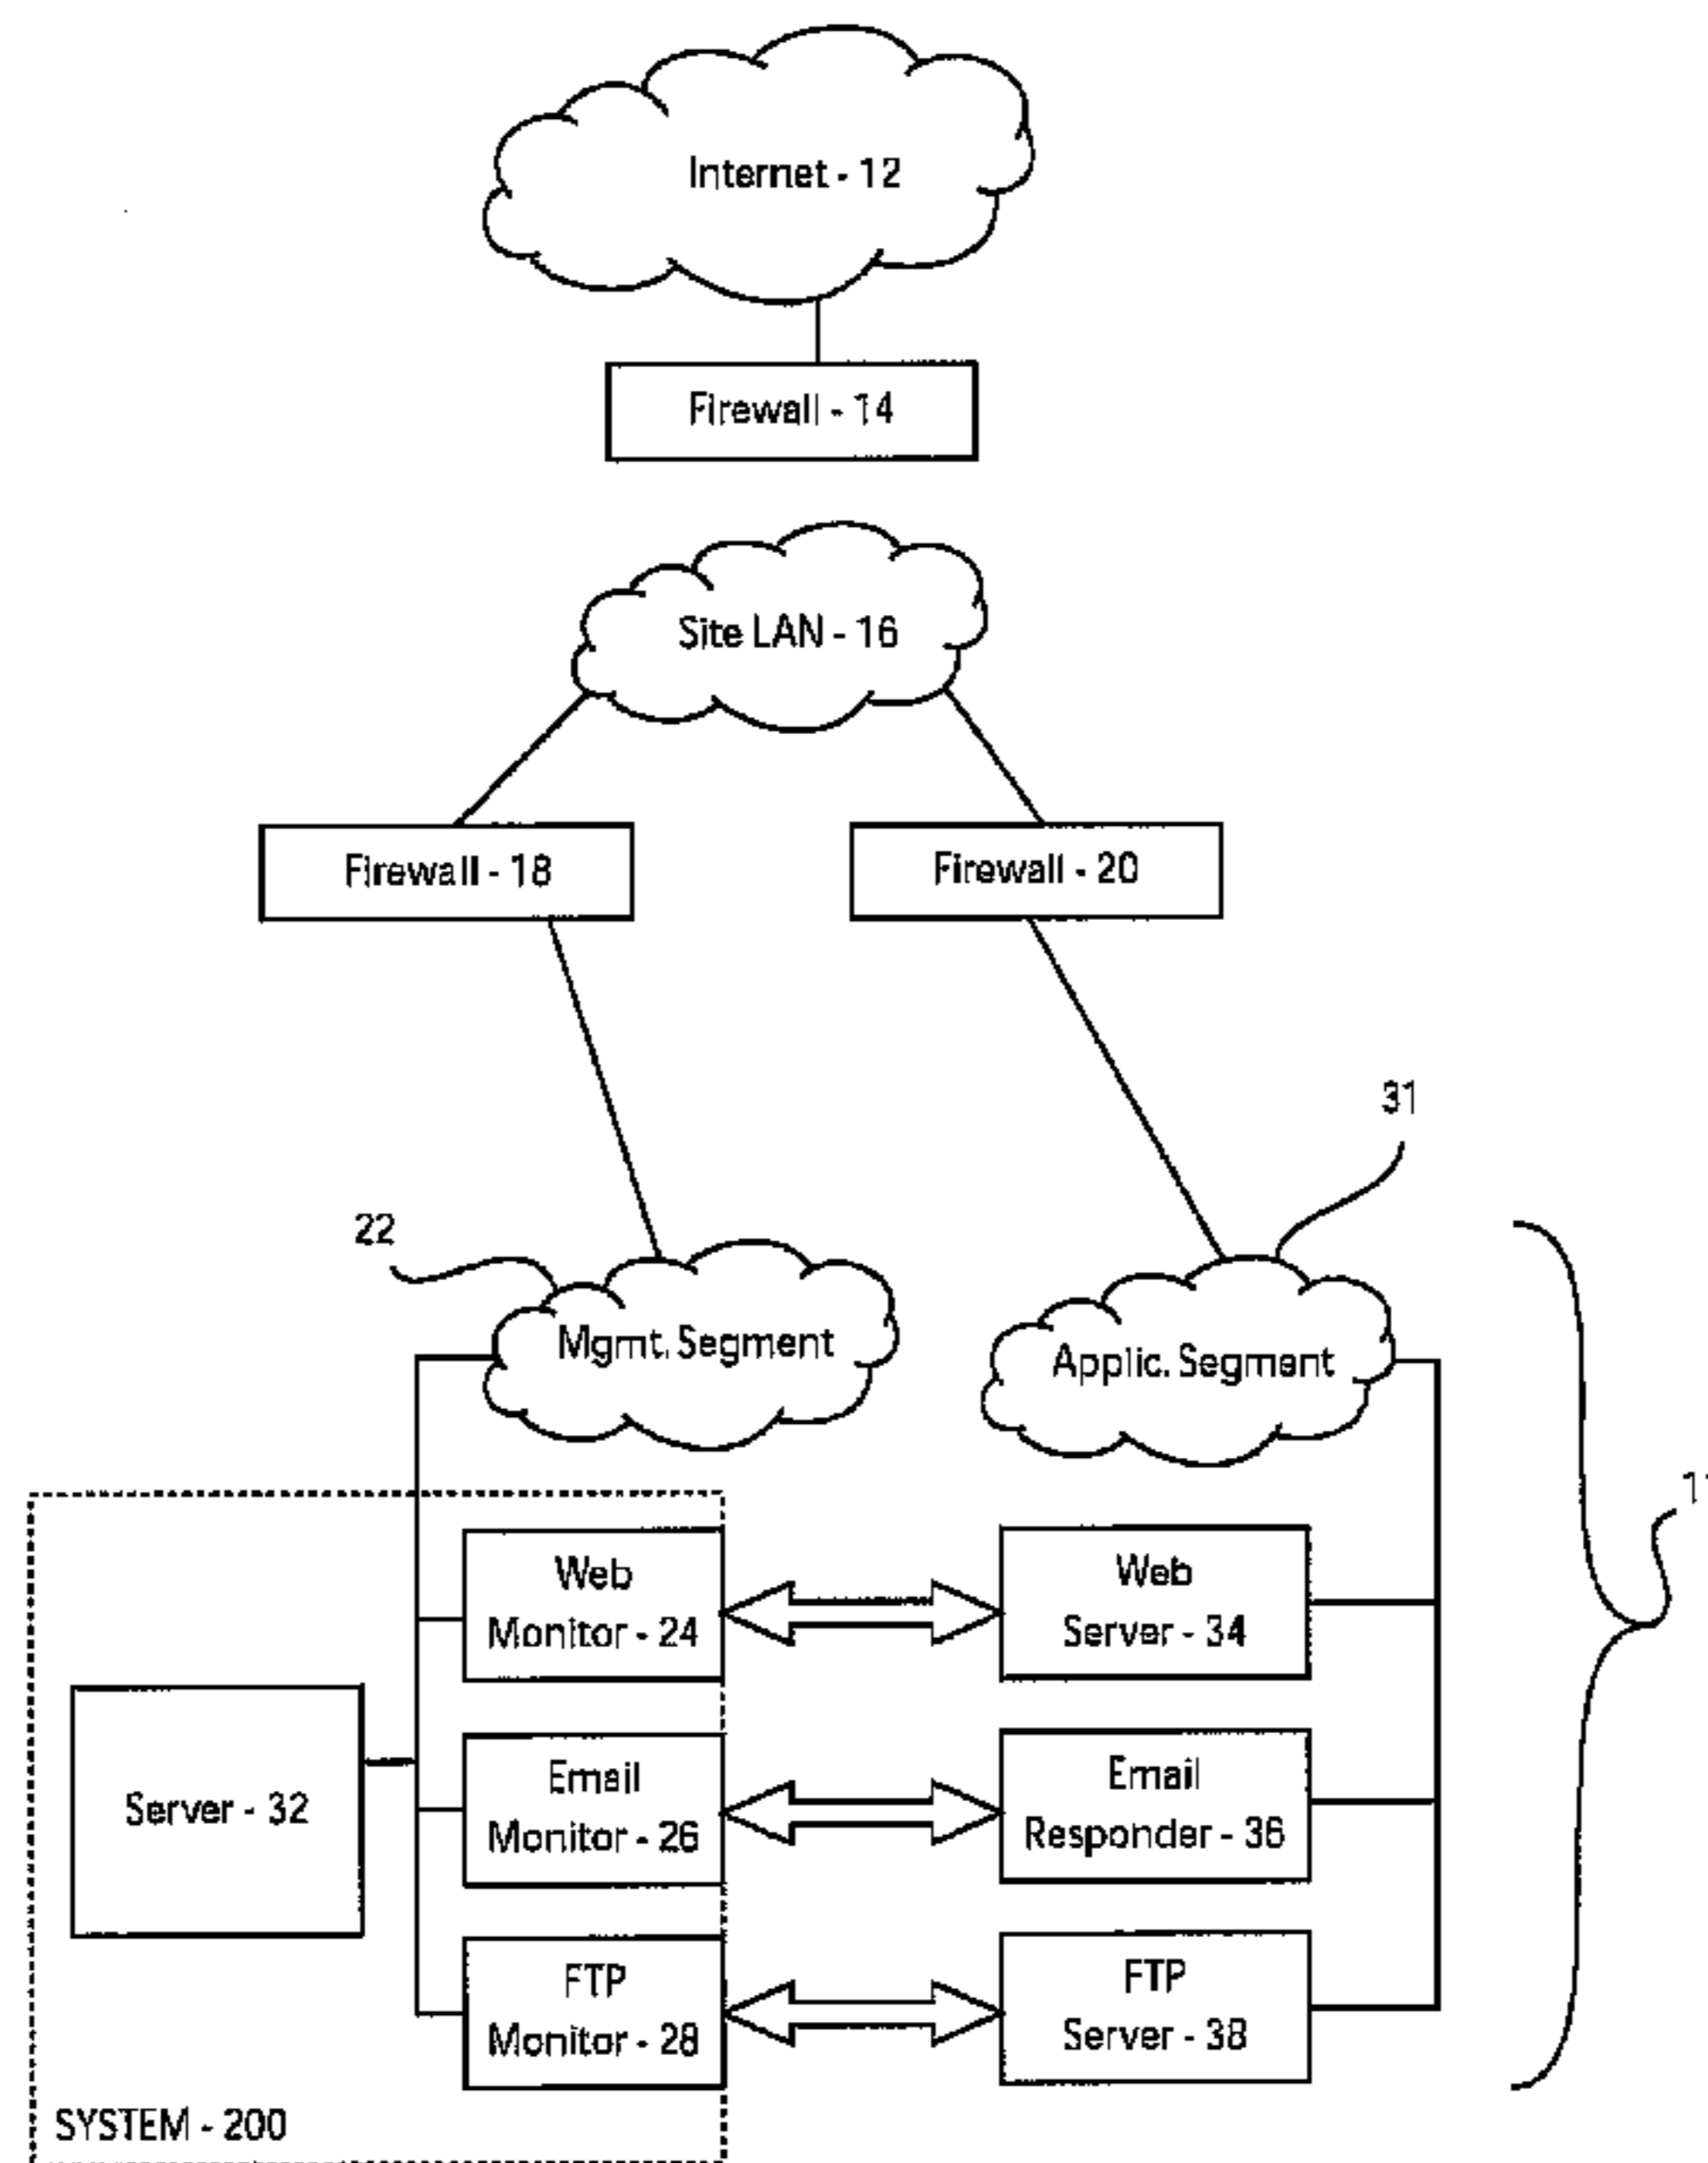 Internet - 12
Firewall - 14
Site LAN - 16
Firewall - 18
Firewall - 20
31
22
Mgmt. Segment
Applic. Segment
11
Web
Monitor - 24
Web
Server - 34
Server - 32
Email
Monitor - 26
Email
Responder - 36
FTP
Monitor - 28
FTP
Server - 38
SYSTEM - 200